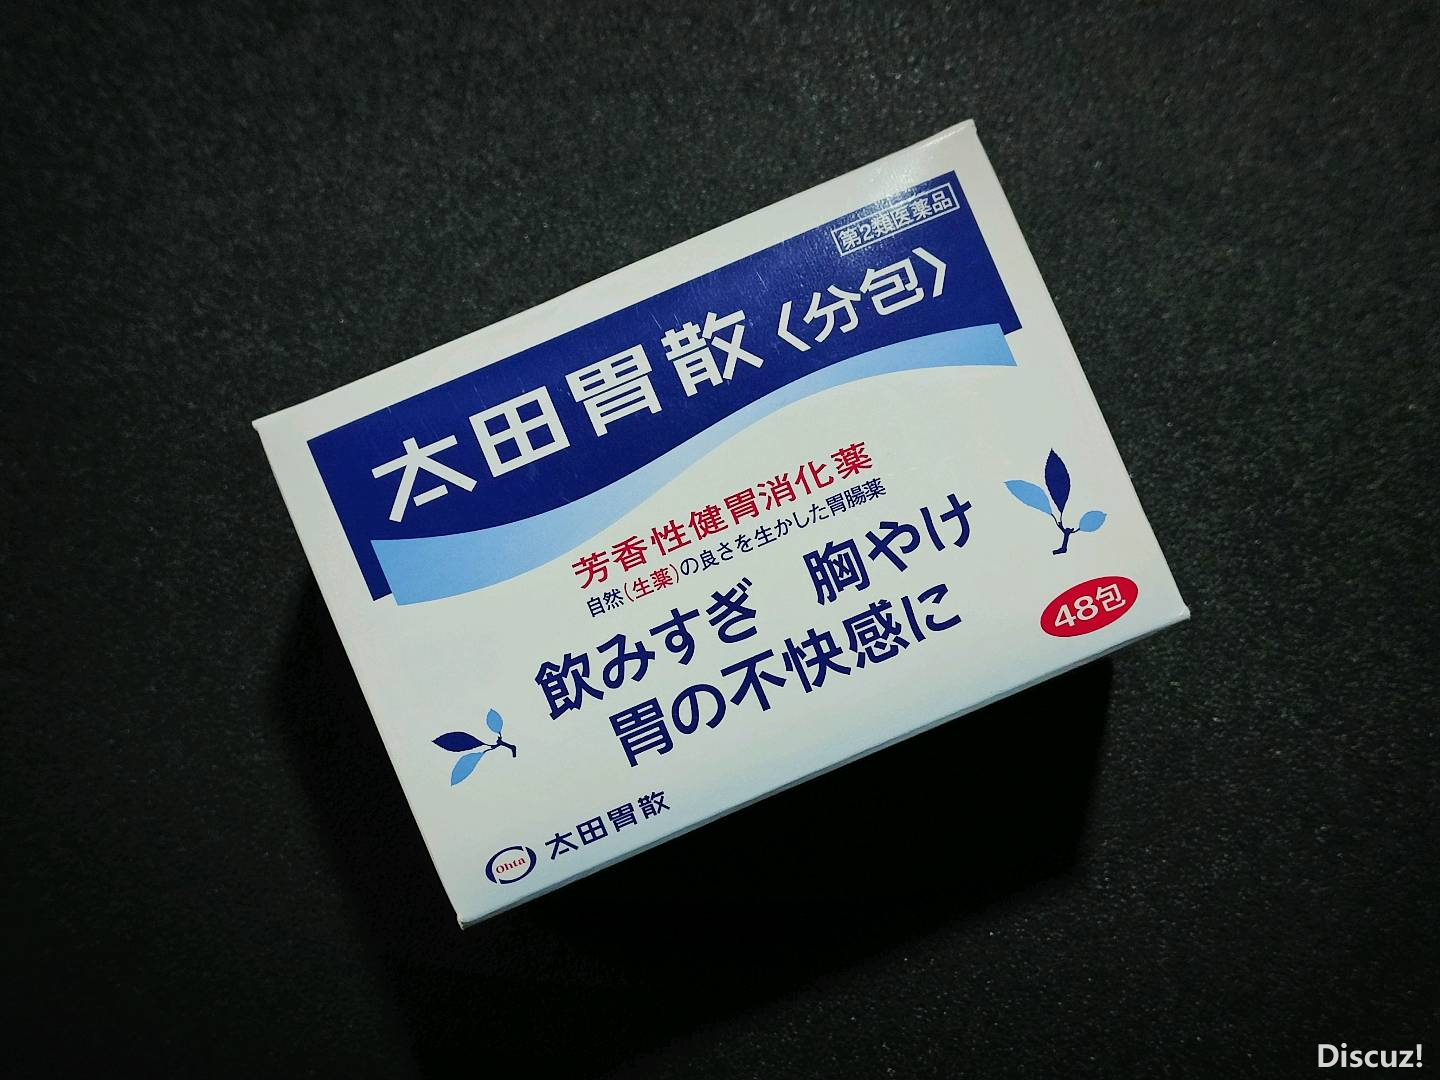 第2類医薬品
太田胃散〈分包〉
芳香性健胃消化薬
自然(生薬)の良さを生かした胃腸薬
飲みすぎ 胸やけ
胃の不快感に
48包
Ohta 太田胃散
Discuz!